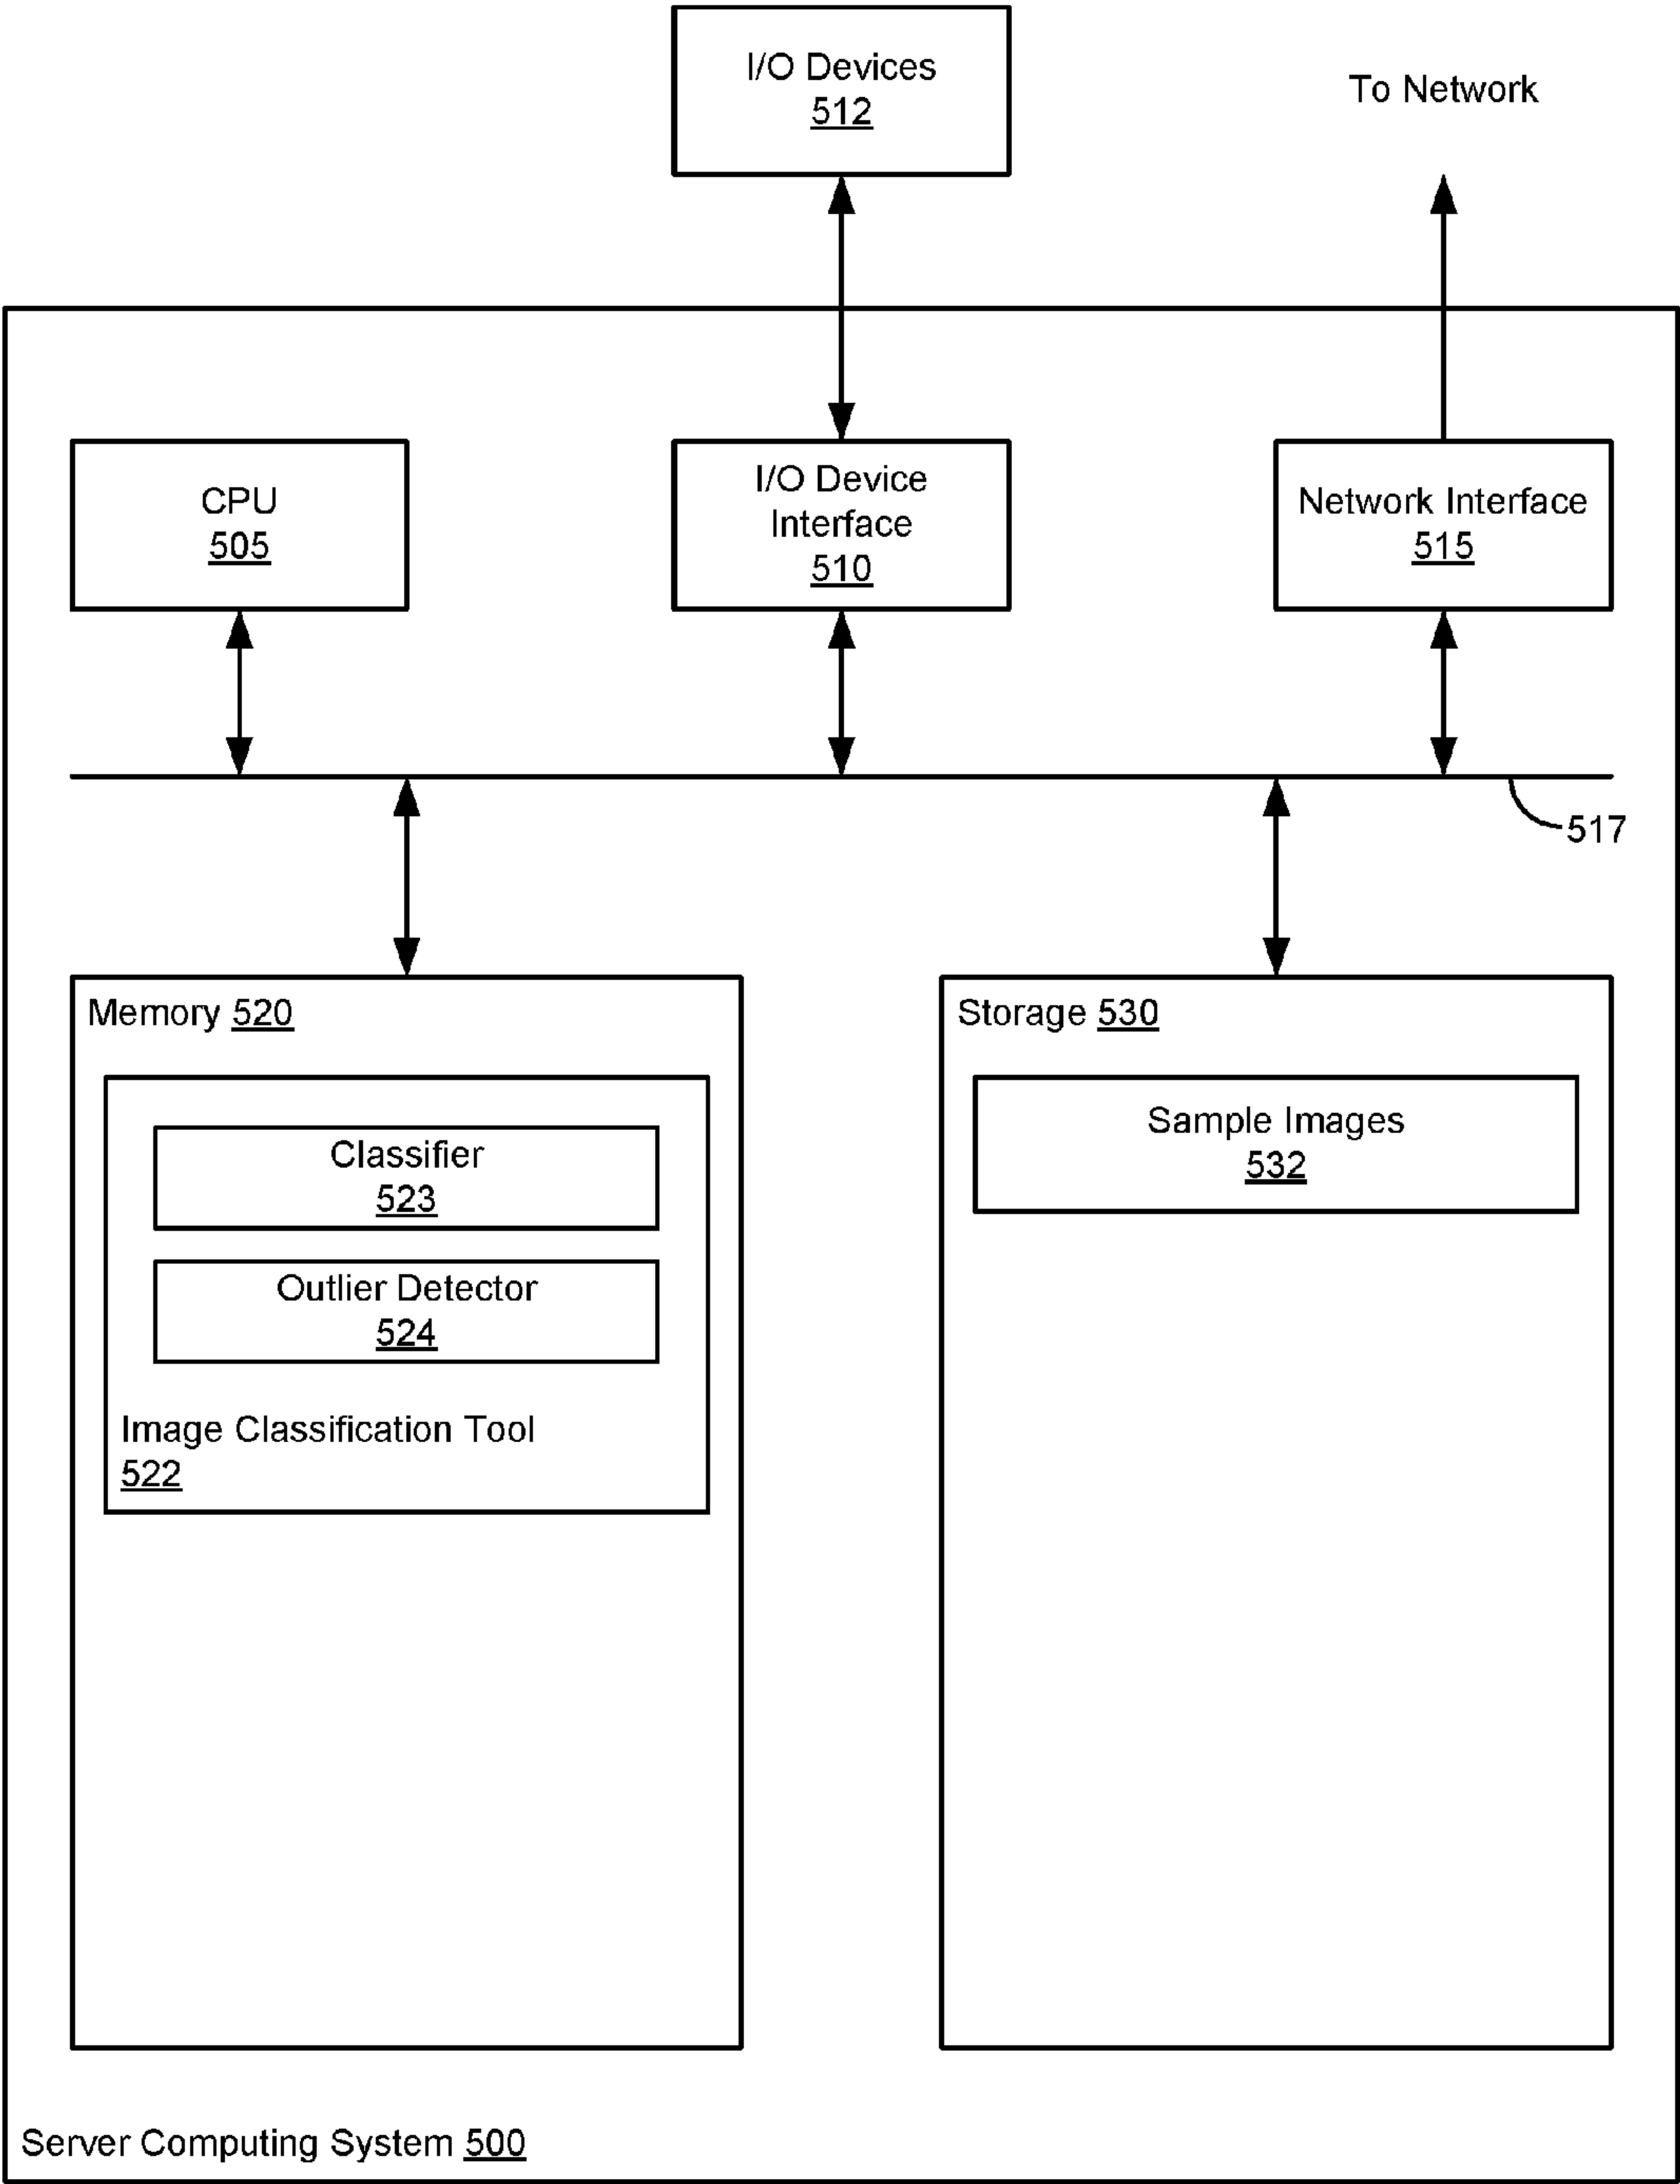 I/O Devices
512
To Network
CPU
505
I/O Device
Interface
510
Network Interface
515
517
Memory 520
Classifier
523
Outlier Detector
524
Image Classification Tool
522
Storage 530
Sample Images
532
Server Computing System 500